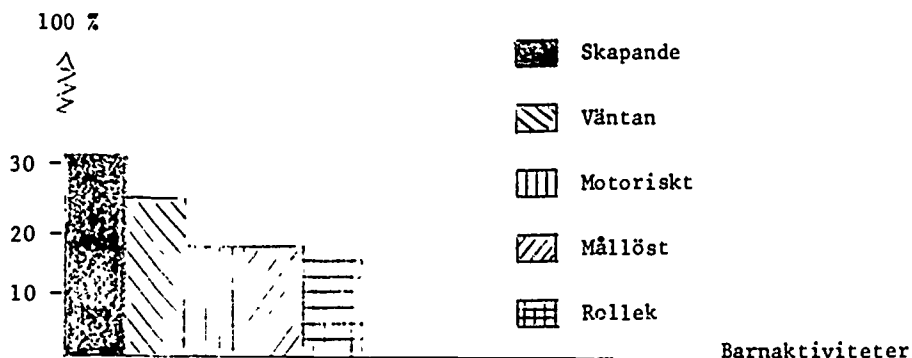 100 %
30
20
10
Skapande
Väntan
Motoriskt
Mållöst
Rollek
Barnaktiviteter